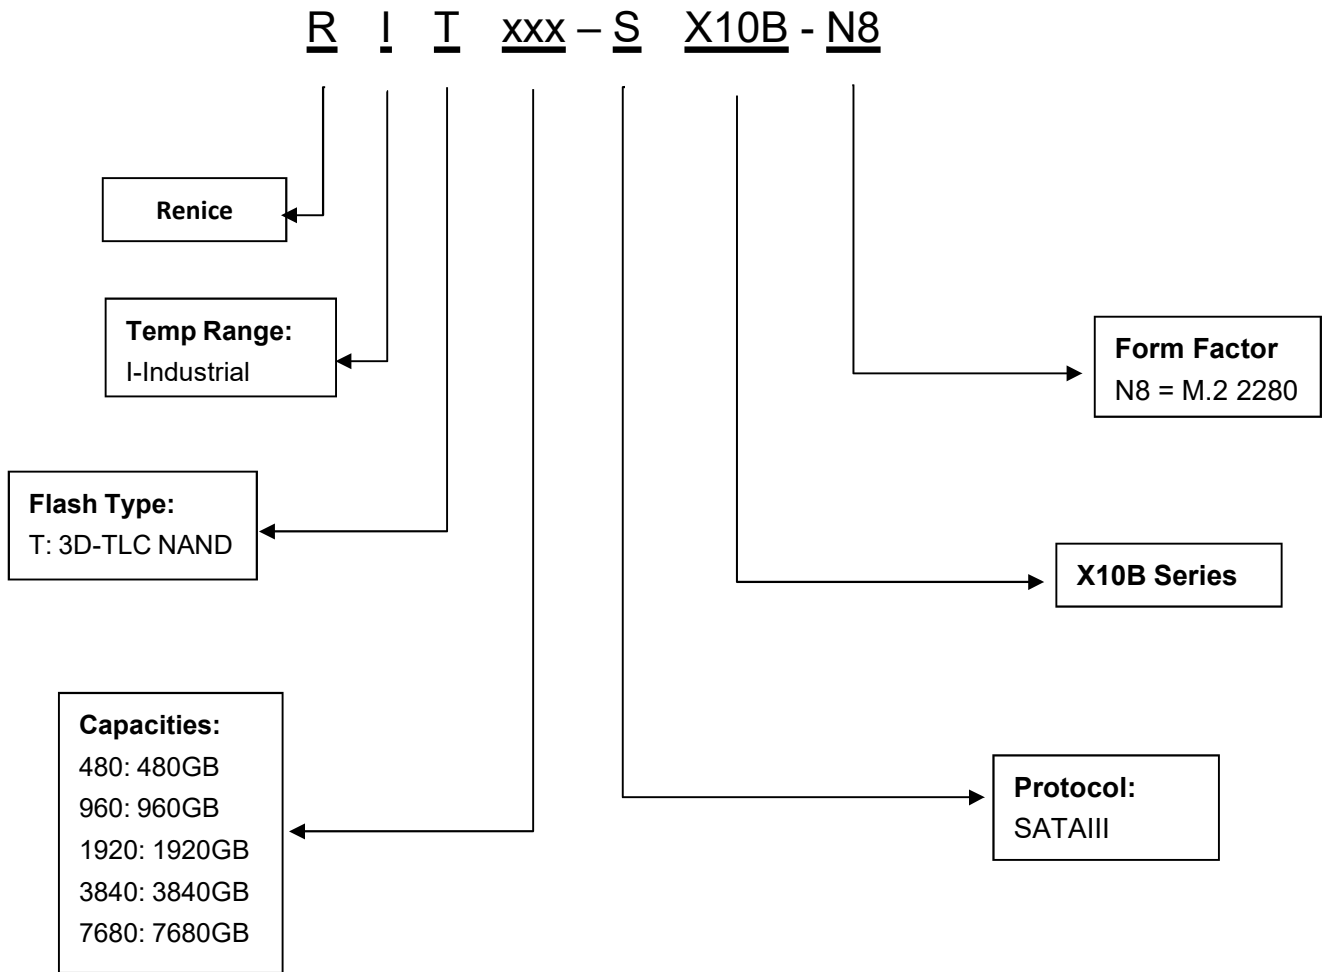 R I T xxx – S X10B - N8
Renice
Temp Range:
I-Industrial
Form Factor
N8 = M.2 2280
Flash Type:
T: 3D-TLC NAND
X10B Series
Capacities:
480: 480GB
960: 960GB
1920: 1920GB
3840: 3840GB
7680: 7680GB
Protocol:
SATAIII